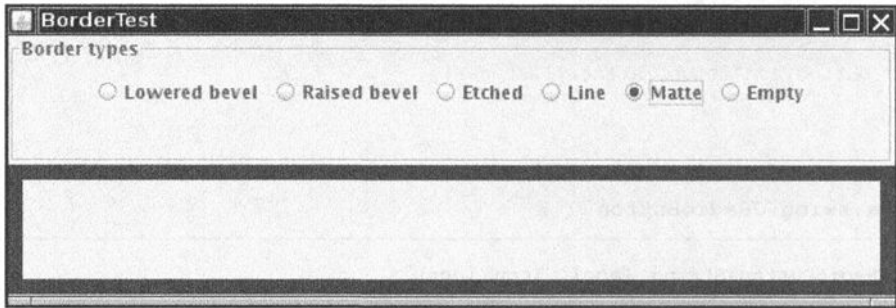 BorderTest
Border types
Lowered bevel Raised bevel Etched Line Matte Empty